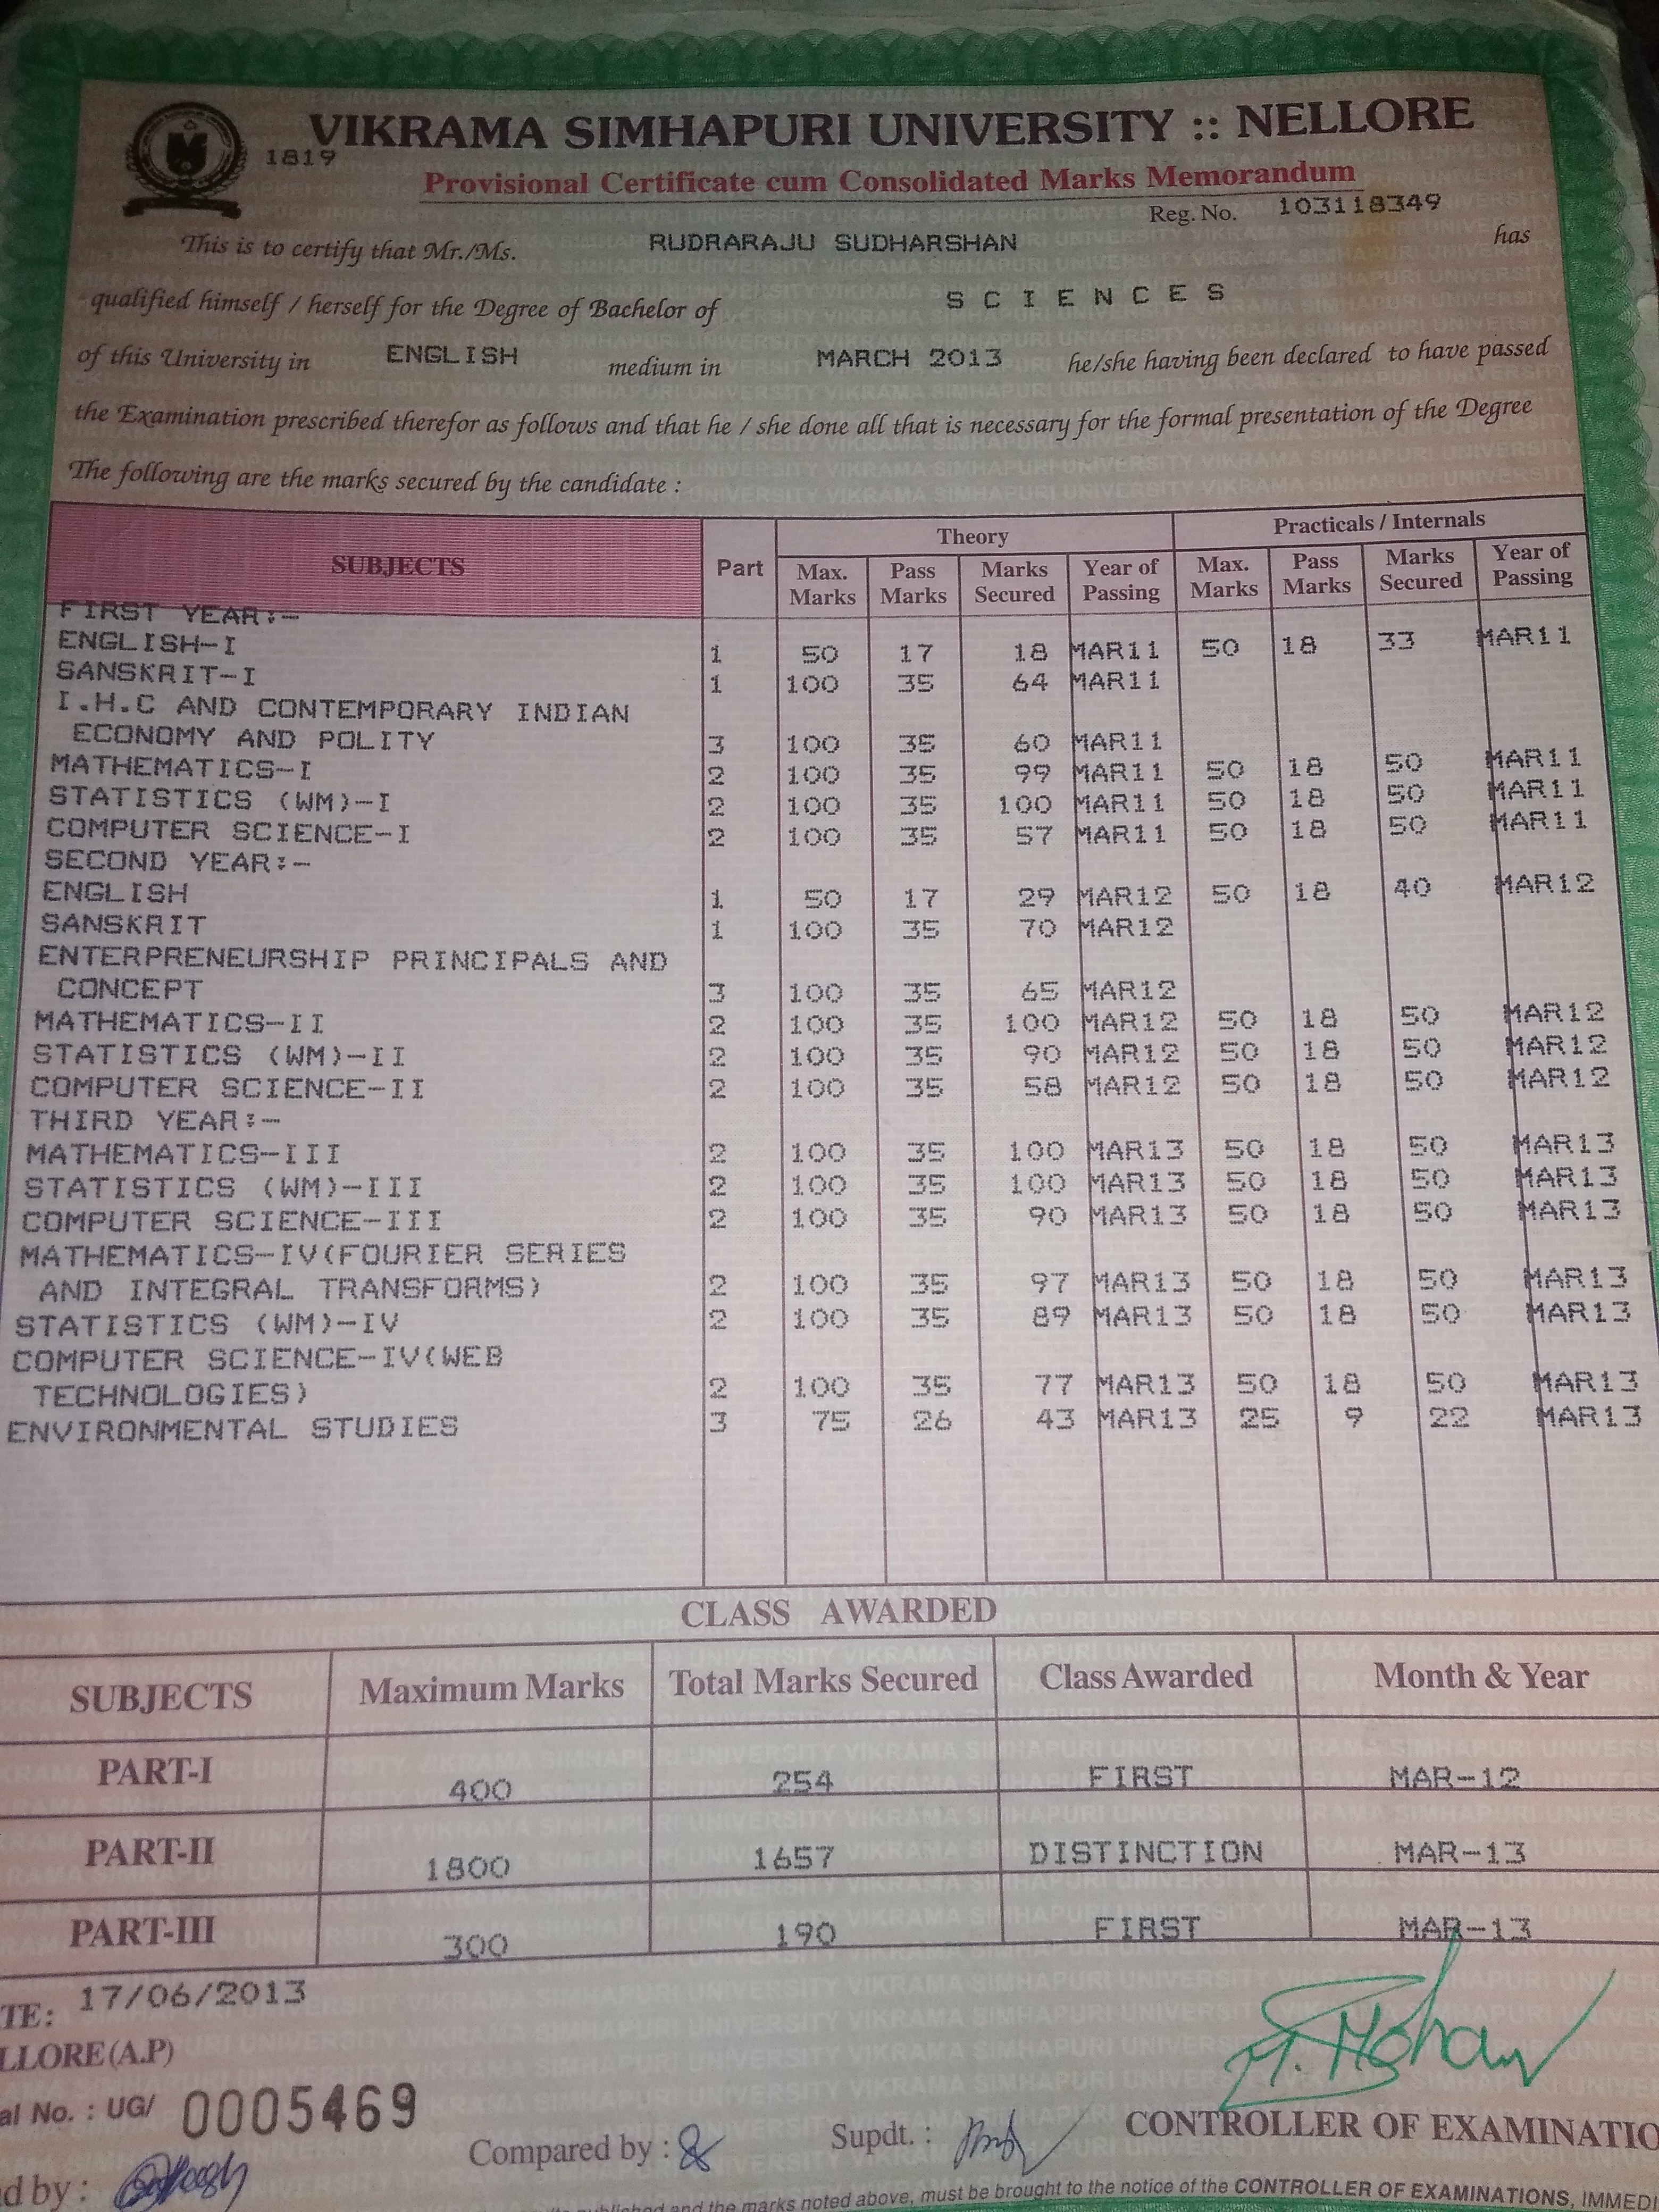 VIKRAMA SIMHAPURI UNIVERSITY :: NELLORE
1819
Provisional Certificate cum Consolidated Marks Memorandum
Reg. No. 103118349
This is to certify that Mr./Ms. RUDRARAJU SUDHARSHAN has
qualified himself / herself for the Degree of Bachelor of S C I E N C E S
of this University in ENGLISH medium in MARCH 2013 he/she having been declared to have passed
the Examination prescribed therefor as follows and that he / she done all that is necessary for the formal presentation of the Degree
The following are the marks secured by the candidate :
SUBJECTS Part Theory Practicals / Internals
Max. Marks Pass Marks Marks Secured Year of Passing Max. Marks Pass Marks Marks Secured Year of Passing
FIRST YEAR:-
ENGLISH-I 1 50 17 18 MAR11 50 18 33 MAR11
SANSKRIT-I 1 100 35 64 MAR11
I.H.C AND CONTEMPORARY INDIAN
ECONOMY AND POLITY 3 100 35 60 MAR11
MATHEMATICS-I 2 100 35 99 MAR11 50 18 50 MAR11
STATISTICS (WM)-I 2 100 35 100 MAR11 50 18 50 MAR11
COMPUTER SCIENCE-I 2 100 35 57 MAR11 50 18 50 MAR11
SECOND YEAR:-
ENGLISH 1 50 17 29 MAR12 50 18 40 MAR12
SANSKRIT 1 100 35 70 MAR12
ENTERPRENEURSHIP PRINCIPALS AND
CONCEPT 3 100 35 65 MAR12
MATHEMATICS-II 2 100 35 100 MAR12 50 18 50 MAR12
STATISTICS (WM)-II 2 100 35 90 MAR12 50 18 50 MAR12
COMPUTER SCIENCE-II 2 100 35 58 MAR12 50 18 50 MAR12
THIRD YEAR:-
MATHEMATICS-III 2 100 35 100 MAR13 50 18 50 MAR13
STATISTICS (WM)-III 2 100 35 100 MAR13 50 18 50 MAR13
COMPUTER SCIENCE-III 2 100 35 90 MAR13 50 18 50 MAR13
MATHEMATICS-IV(FOURIER SERIES
AND INTEGRAL TRANSFORMS) 2 100 35 97 MAR13 50 18 50 MAR13
STATISTICS (WM)-IV 2 100 35 89 MAR13 50 18 50 MAR13
COMPUTER SCIENCE-IV(WEB
TECHNOLOGIES) 2 100 35 77 MAR13 50 18 50 MAR13
ENVIRONMENTAL STUDIES 3 75 26 43 MAR13 25 9 22 MAR13
CLASS AWARDED
SUBJECTS Maximum Marks Total Marks Secured Class Awarded Month & Year
PART-I 400 254 FIRST MAR-12
PART-II 1800 1657 DISTINCTION MAR-13
PART-III 300 190 FIRST MAR-13
TE: 17/06/2013
LLORE (A.P)
al No. : UG/ 0005469
M. Mohan
Compared by : Supdt. : CONTROLLER OF EXAMINATIO
d by :
published and the marks noted above, must be brought to the notice of the CONTROLLER OF EXAMINATIONS, IMMEDI